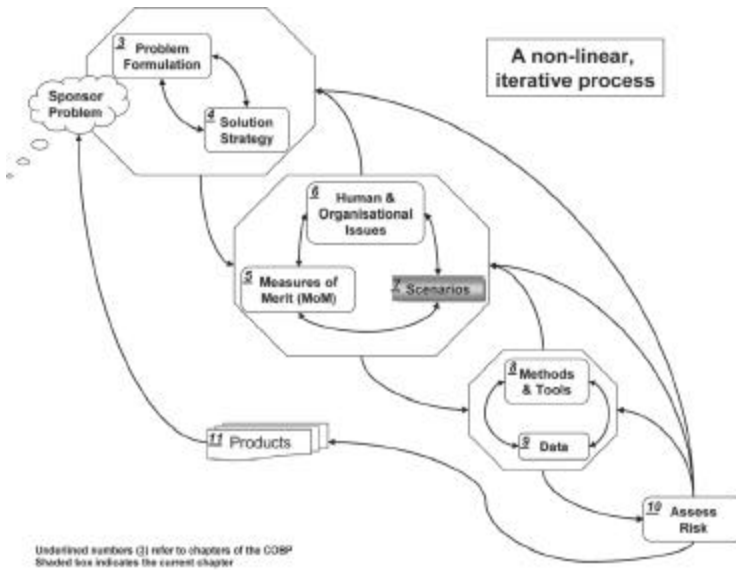 3
Problem
Formulation
Sponsor
Problem
4
Solution
Strategy
A non-linear,
iterative process
6
Human &
Organisational
Issues
5
Measures of
Merit (MoM)
7
Scenarios
8
Methods
& Tools
9
Data
11
Products
10
Assess
Risk
Underlined numbers (3) refer to chapters of the COBP
Shaded box indicates the current chapter